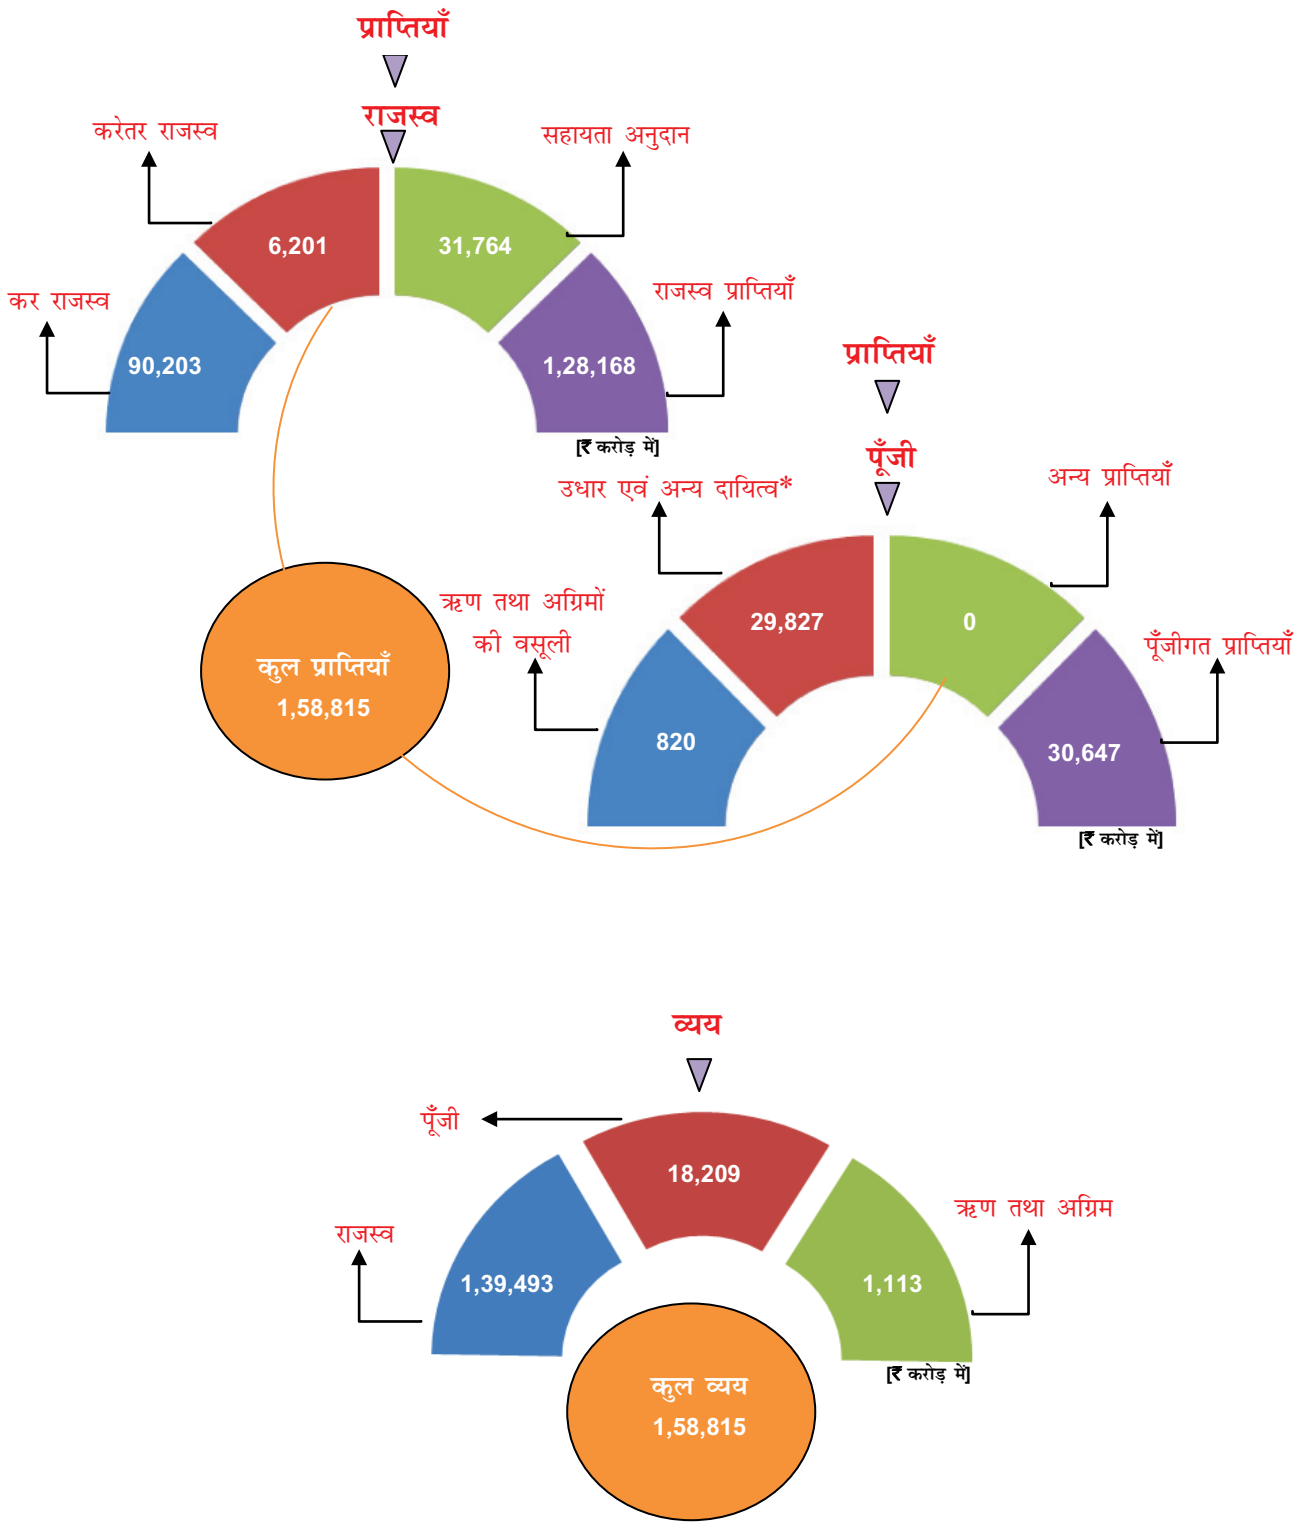 प्राप्तियाँ
राजस्व
करेतर राजस्व
सहायता अनुदान
6,201
31,764
कर राजस्व
राजस्व प्राप्तियाँ
90,203
1,28,168
[₹ करोड़ में]
प्राप्तियाँ
पूँजी
उधार एवं अन्य दायित्व*
अन्य प्राप्तियाँ
ऋण तथा अग्रिमों
की वसूली
29,827
0
पूँजीगत प्राप्तियाँ
820
30,647
[₹ करोड़ में]
कुल प्राप्तियाँ
1,58,815
व्यय
पूँजी
18,209
राजस्व
ऋण तथा अग्रिम
1,39,493
1,113
[₹ करोड़ में]
कुल व्यय
1,58,815